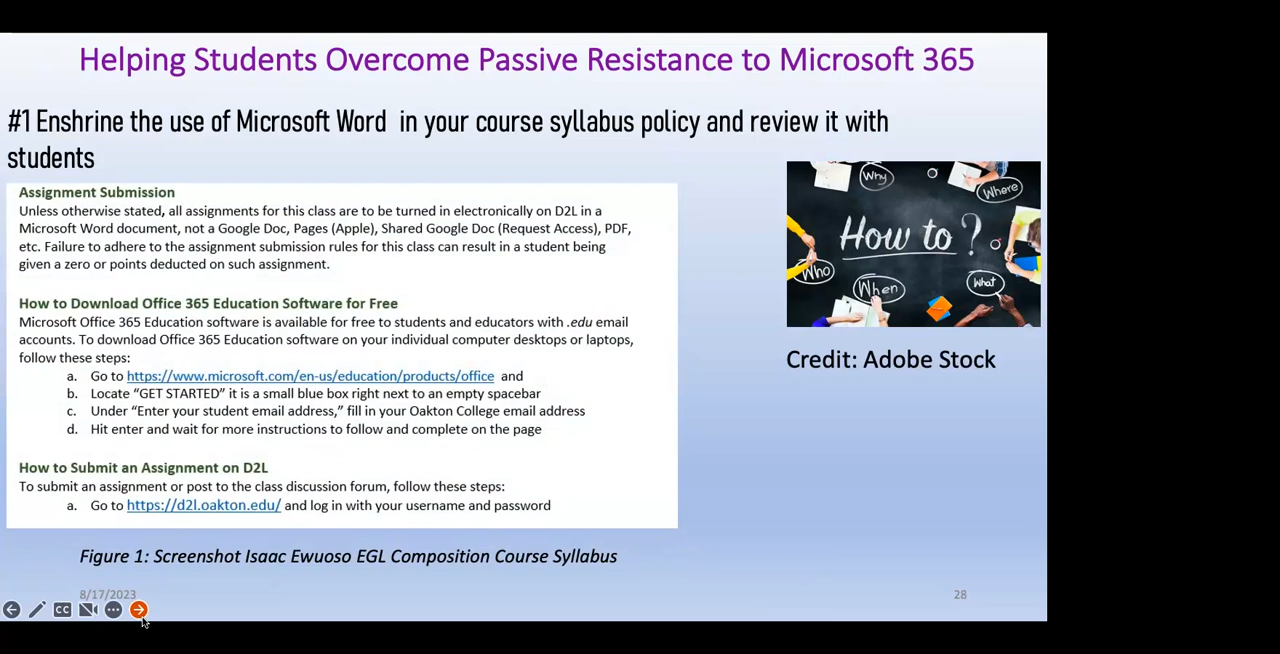 Helping Students Overcome Passive Resistance to Microsoft 365
#1 Enshrine the use of Microsoft Word in your course syllabus policy and review it with
students
Assignment Submission
Unless otherwise stated, all assignments for this class are to be turned in electronically on D2L in a
Microsoft Word document, not a Google Doc, Pages (Apple), Shared Google Doc (Request Access), PDF,
etc. Failure to adhere to the assignment submission rules for this class can result in a student being
given a zero or points deducted on such assignment.
How to Download Office 365 Education Software for Free
Microsoft Office 365 Education software is available for free to students and educators with .edu email
accounts. To download Office 365 Education software on your individual computer desktops or laptops,
follow these steps:
a. Go to https://www.microsoft.com/en-us/education/products/office and
b. Locate “GET STARTED” it is a small blue box right next to an empty spacebar
c. Under “Enter your student email address,” fill in your Oakton College email address
d. Hit enter and wait for more instructions to follow and complete on the page
How to Submit an Assignment on D2L
To submit an assignment or post to the class discussion forum, follow these steps:
a. Go to https://d2l.oakton.edu/ and log in with your username and password
Figure 1: Screenshot Isaac Ewuoso EGL Composition Course Syllabus
Why
Where
How to?
Who
When
What
Credit: Adobe Stock
8/17/2023
28
CC